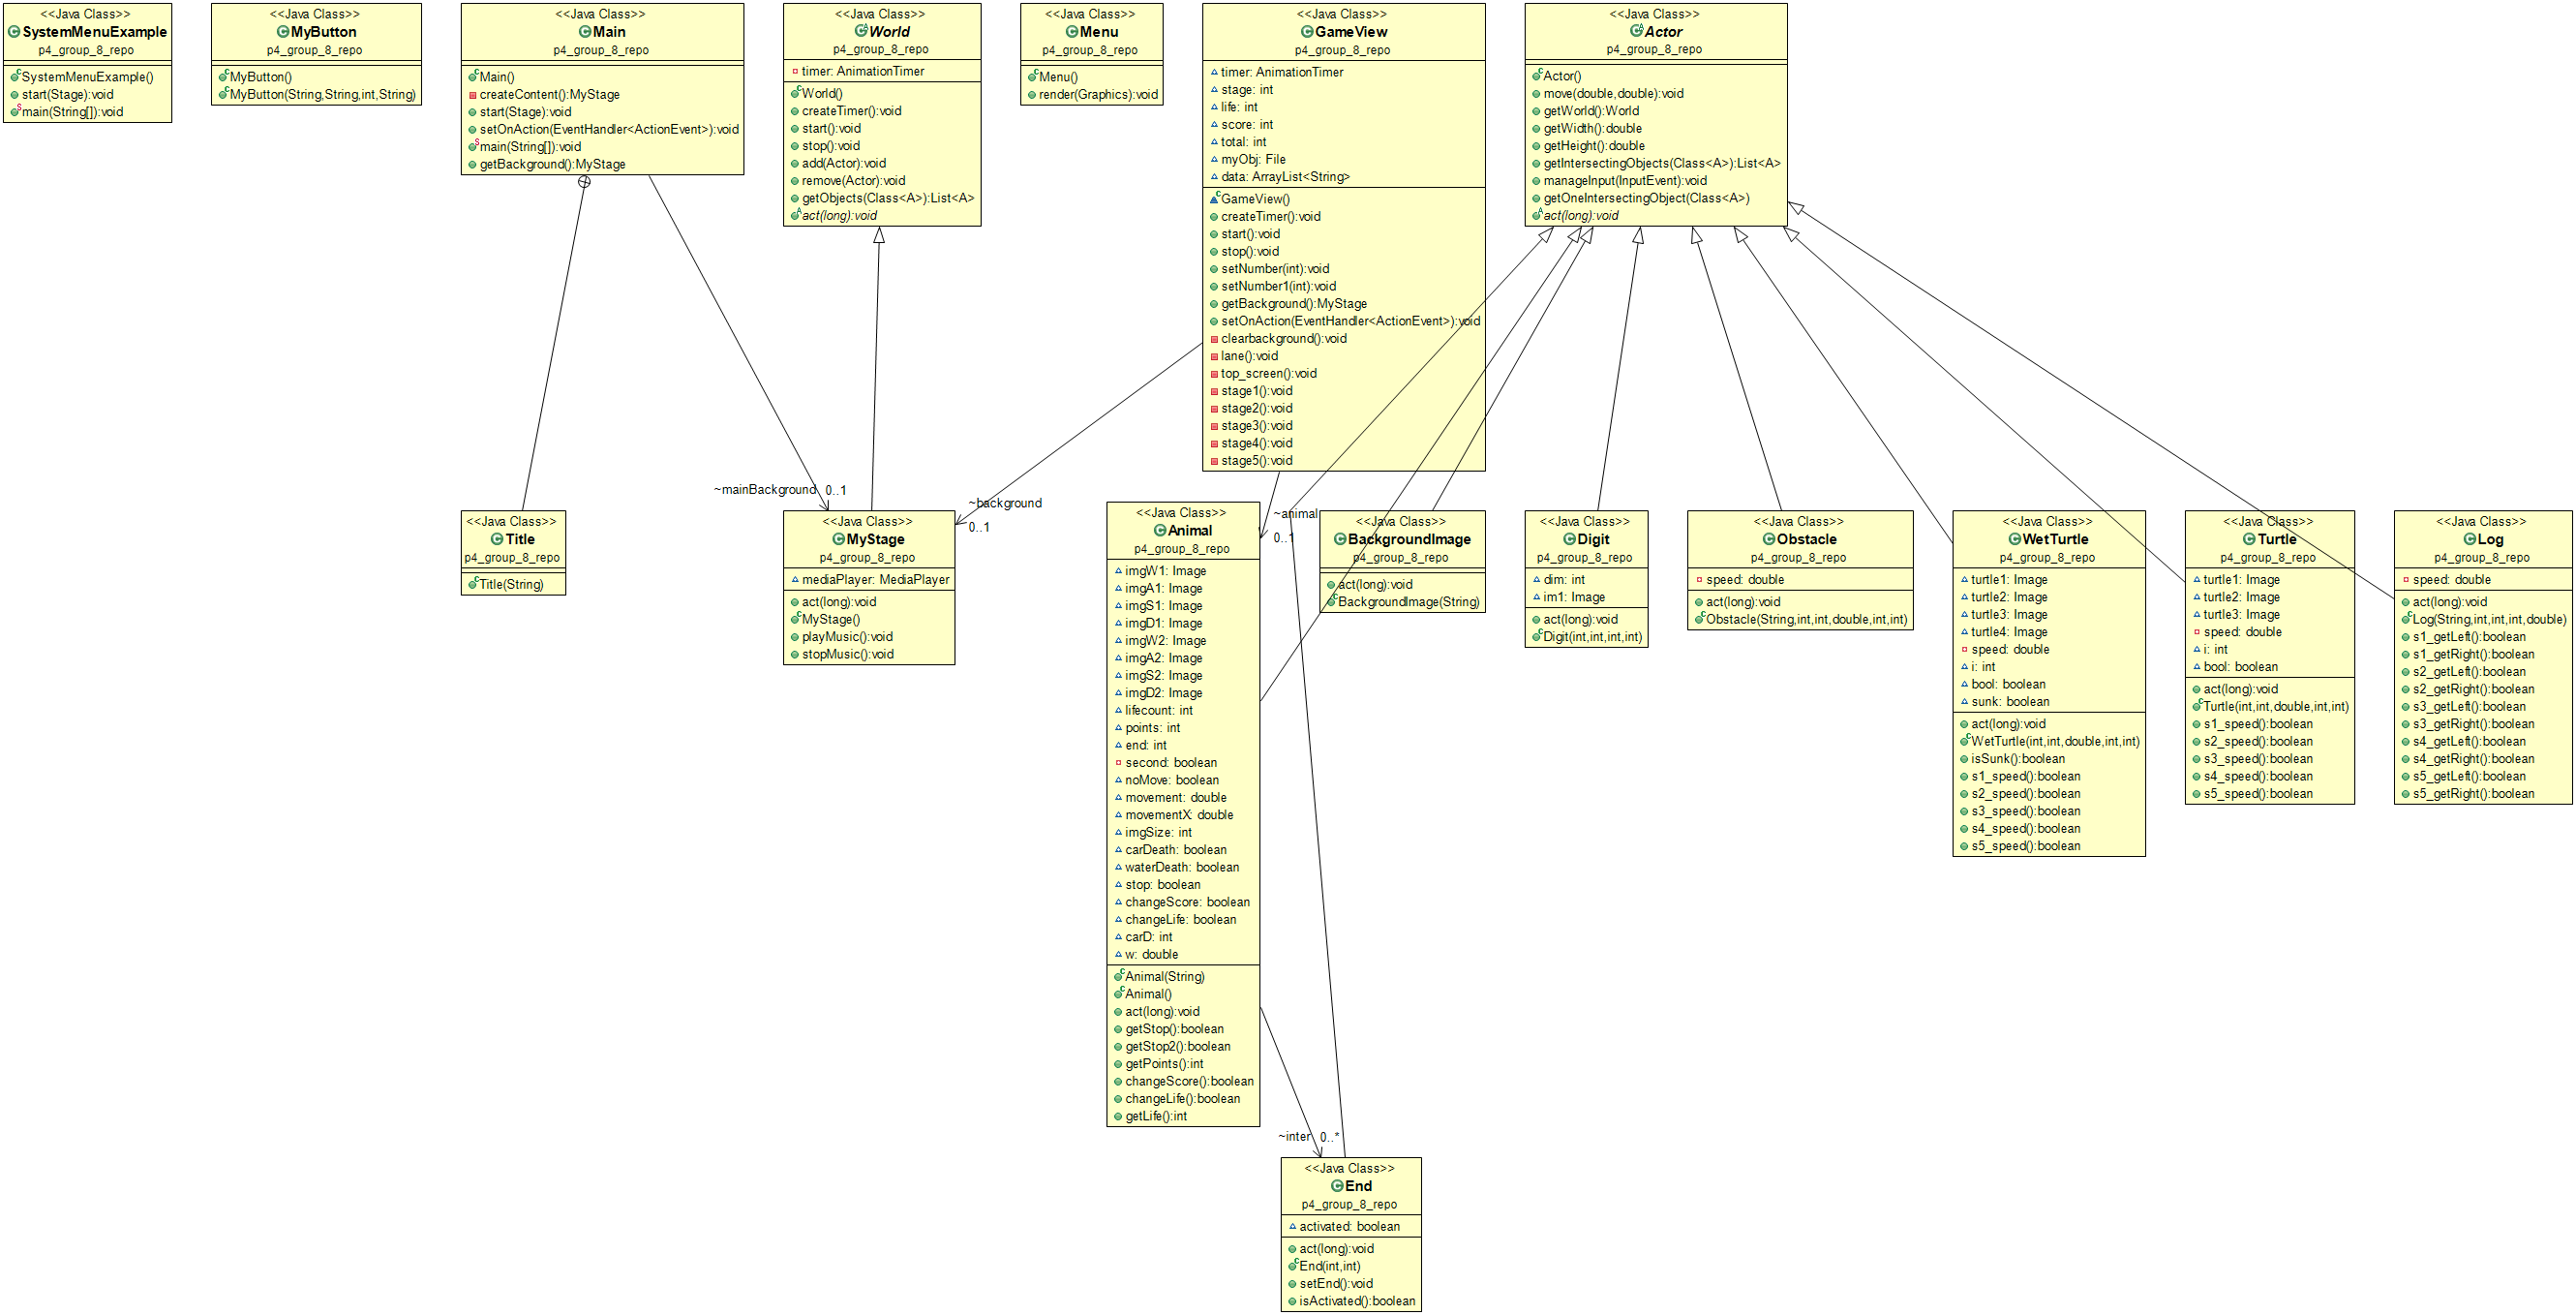 <<Java Class>>
SystemMenuExample
p4_group_8_repo
SystemMenuExample()
start(Stage):void
main(String[]):void
<<Java Class>>
MyButton
p4_group_8_repo
MyButton()
MyButton(String,String,int,String)
<<Java Class>>
Main
p4_group_8_repo
Main()
createContent():MyStage
start(Stage):void
setOnAction(EventHandler<ActionEvent>):void
main(String[]):void
getBackground():MyStage
<<Java Class>>
World
p4_group_8_repo
timer: AnimationTimer
World()
createTimer():void
start():void
stop():void
add(Actor):void
remove(Actor):void
getObjects(Class<A>):List<A>
act(long):void
<<Java Class>>
Menu
p4_group_8_repo
Menu()
render(Graphics):void
<<Java Class>>
GameView
p4_group_8_repo
timer: AnimationTimer
stage: int
life: int
score: int
total: int
myObj: File
data: ArrayList<String>
GameView()
createTimer():void
start():void
stop():void
setNumber(int):void
setNumber1(int):void
getBackground():MyStage
setOnAction(EventHandler<ActionEvent>):void
clearbackground():void
lane():void
top_screen():void
stage1():void
stage2():void
stage3():void
stage4():void
stage5():void
<<Java Class>>
Actor
p4_group_8_repo
Actor()
move(double,double):void
getWorld():World
getWidth():double
getHeight():double
getIntersectingObjects(Class<A>):List<A>
manageInput(InputEvent):void
getOneIntersectingObject(Class<A>)
act(long):void
~mainBackground 0..1
~background
0..1
~animal
0..1
<<Java Class>>
Title
p4_group_8_repo
Title(String)
<<Java Class>>
MyStage
p4_group_8_repo
mediaPlayer: MediaPlayer
act(long):void
MyStage()
playMusic():void
stopMusic():void
<<Java Class>>
Animal
p4_group_8_repo
imgW1: Image
imgA1: Image
imgS1: Image
imgD1: Image
imgW2: Image
imgA2: Image
imgS2: Image
imgD2: Image
lifecount: int
points: int
end: int
second: boolean
noMove: boolean
movement: double
movementX: double
imgSize: int
carDeath: boolean
waterDeath: boolean
stop: boolean
changeScore: boolean
changeLife: boolean
carD: int
w: double
Animal(String)
Animal()
act(long):void
getStop():boolean
getStop2():boolean
getPoints():int
changeScore():boolean
changeLife():boolean
getLife():int
<<Java Class>>
BackgroundImage
p4_group_8_repo
act(long):void
BackgroundImage(String)
<<Java Class>>
Digit
p4_group_8_repo
dim: int
im1: Image
act(long):void
Digit(int,int,int,int)
<<Java Class>>
Obstacle
p4_group_8_repo
speed: double
act(long):void
Obstacle(String,int,int,double,int,int)
<<Java Class>>
WetTurtle
p4_group_8_repo
turtle1: Image
turtle2: Image
turtle3: Image
turtle4: Image
speed: double
i: int
bool: boolean
sunk: boolean
act(long):void
WetTurtle(int,int,double,int,int)
isSunk():boolean
s1_speed():boolean
s2_speed():boolean
s3_speed():boolean
s4_speed():boolean
s5_speed():boolean
<<Java Class>>
Turtle
p4_group_8_repo
turtle1: Image
turtle2: Image
turtle3: Image
speed: double
i: int
bool: boolean
act(long):void
Turtle(int,int,double,int,int)
s1_speed():boolean
s2_speed():boolean
s3_speed():boolean
s4_speed():boolean
s5_speed():boolean
<<Java Class>>
Log
p4_group_8_repo
speed: double
act(long):void
Log(String,int,int,int,double)
s1_getLeft():boolean
s1_getRight():boolean
s2_getLeft():boolean
s2_getRight():boolean
s3_getLeft():boolean
s3_getRight():boolean
s4_getLeft():boolean
s4_getRight():boolean
s5_getLeft():boolean
s5_getRight():boolean
~inter 0..*
<<Java Class>>
End
p4_group_8_repo
activated: boolean
act(long):void
End(int,int)
setEnd():void
isActivated():boolean